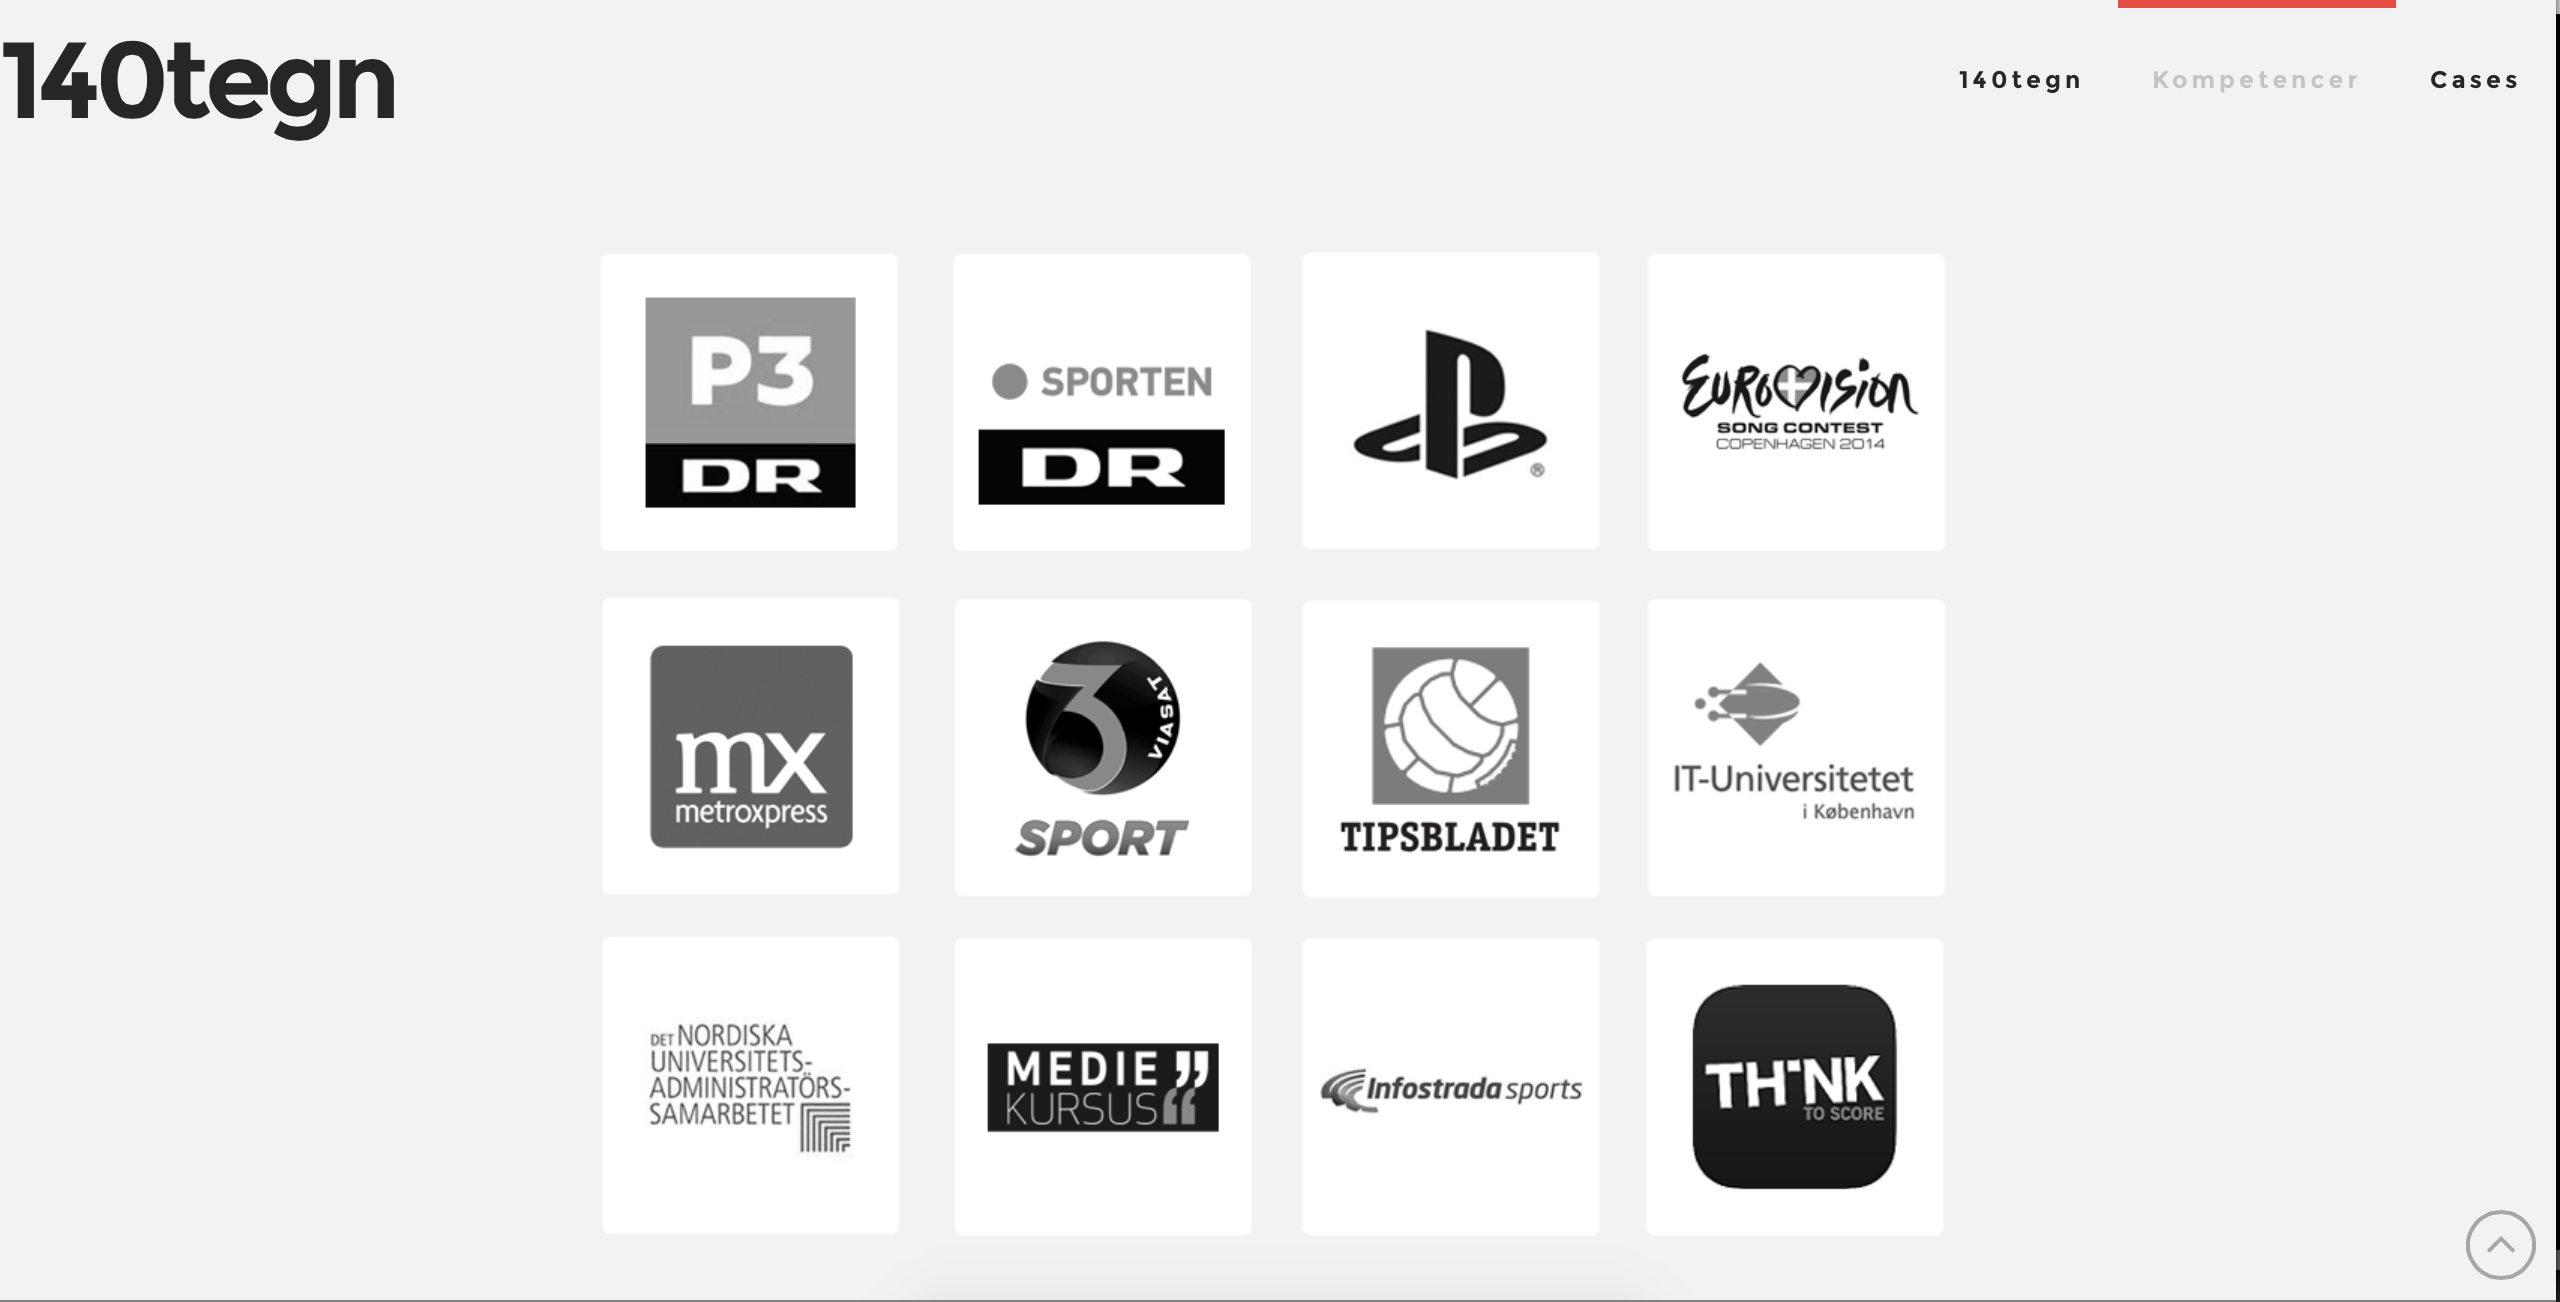 140tegn
140tegn Kompetencer Cases
P3
DR
SPORTEN
DR
®
EUROVISION
SONG CONTEST
COPENHAGEN 2014
mx
metroxpress
3
VIASAT
SPORT
TIPSBLADET
IT-Universitetet
i København
DET NORDISKA
UNIVERSITETS-
ADMINISTRATÖRS-
SAMARBETET
MEDIE ”
KURSUS “
Infostrada sports
TH'NK
TO SCORE